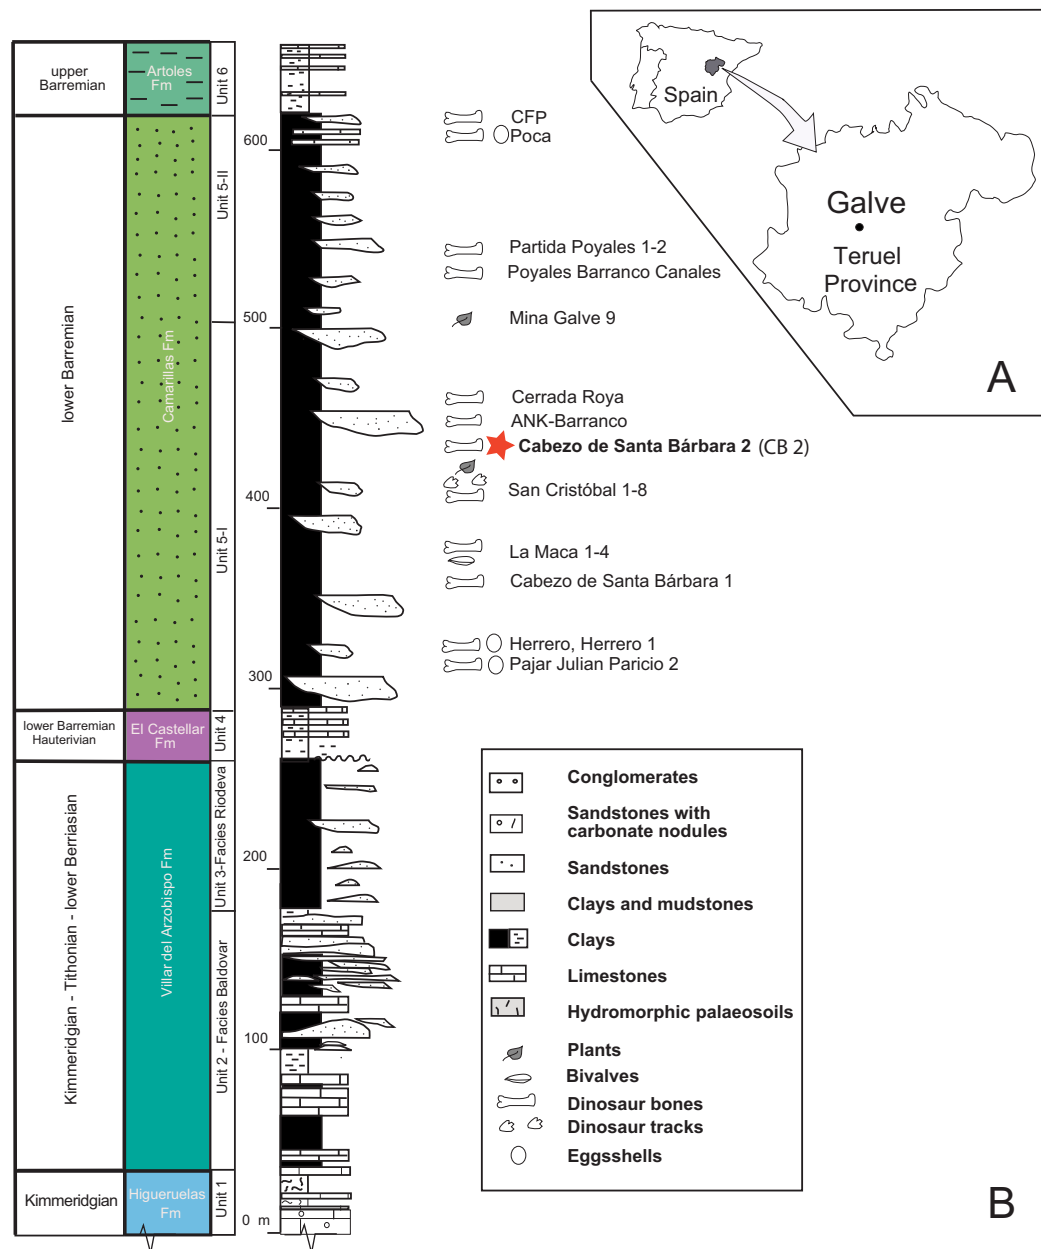 upper
Barremian
Artoles
Fm
Unit 6
lower Barremian
Camarillas Fm
Unit 5-II
Unit 5-I
lower Barremian
Hauterivian
El Castellar
Fm
Unit 4
Kimmeridgian - Tithonian - lower Berriasian
Villar del Arzobispo Fm
Unit 3-Facies Riodeva
Unit 2 - Facies Baldovar
Kimmeridgian
Higueruelas
Fm
Unit 1
600
500
400
300
200
100
0 m
CFP
Poca
Partida Poyales 1-2
Poyales Barranco Canales
Mina Galve 9
Cerrada Roya
ANK-Barranco
Cabezo de Santa Bárbara 2 (CB 2)
San Cristóbal 1-8
La Maca 1-4
Cabezo de Santa Bárbara 1
Herrero, Herrero 1
Pajar Julian Paricio 2
Spain
Galve
Teruel
Province
A
Conglomerates
Sandstones with
carbonate nodules
Sandstones
Clays and mudstones
Clays
Limestones
Hydromorphic palaeosoils
Plants
Bivalves
Dinosaur bones
Dinosaur tracks
Eggsshells
B